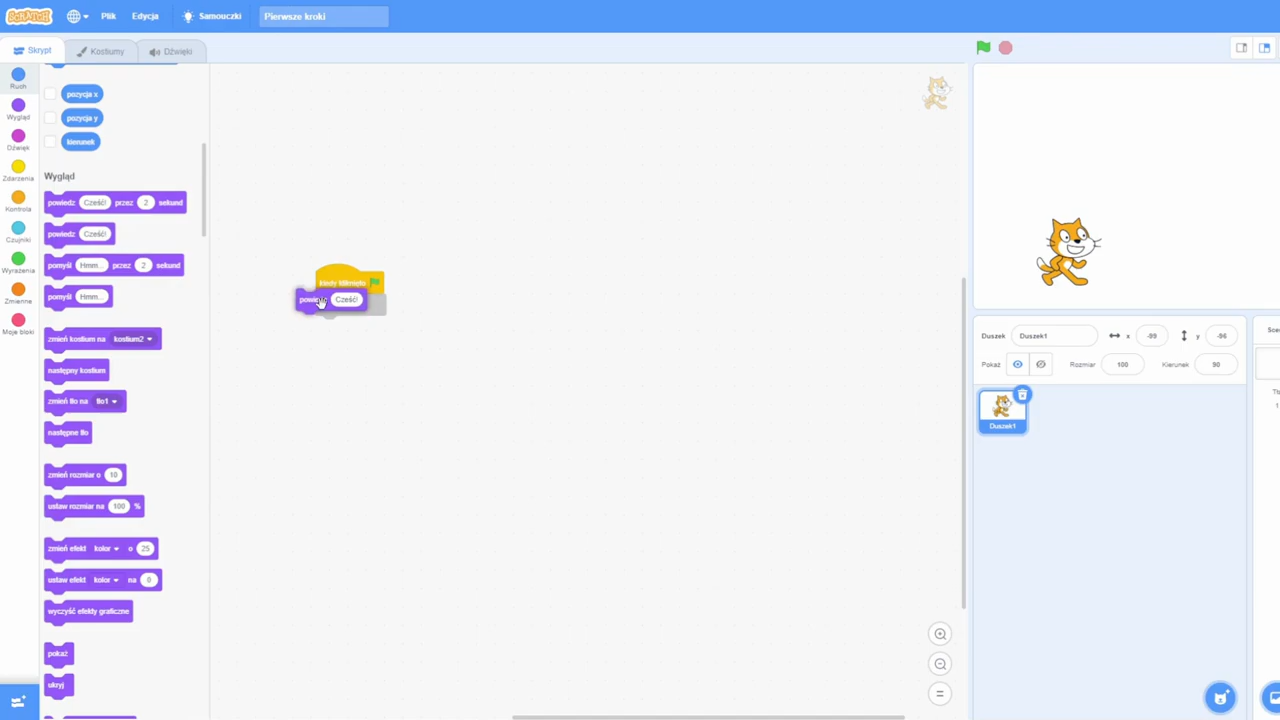 SCRATCH Plik Edycja Samouczki Pierwsze kroki
Skrypt Kostiumy Dźwięki
Ruch
Wygląd
Dźwięk
Zdarzenia
Kontrola
Czujniki
Wyrażenia
Zmienne
Moje bloki
pozycja x
pozycja y
kierunek
Wygląd
powiedz Cześć! przez 2 sekund
powiedz Cześć!
pomyśl Hmm... przez 2 sekund
pomyśl Hmm...
zmień kostium na kostium2
następny kostium
zmień tło na tło1
następne tło
zmień rozmiar o 10
ustaw rozmiar na 100 %
zmień efekt kolor o 25
ustaw efekt kolor na 0
wyczyść efekty graficzne
pokaż
ukryj
kiedy kliknięto
Cześć!
Duszek Duszek1 x -99 y -96
Pokaż Rozmiar 100 Kierunek 90
Duszek1
1